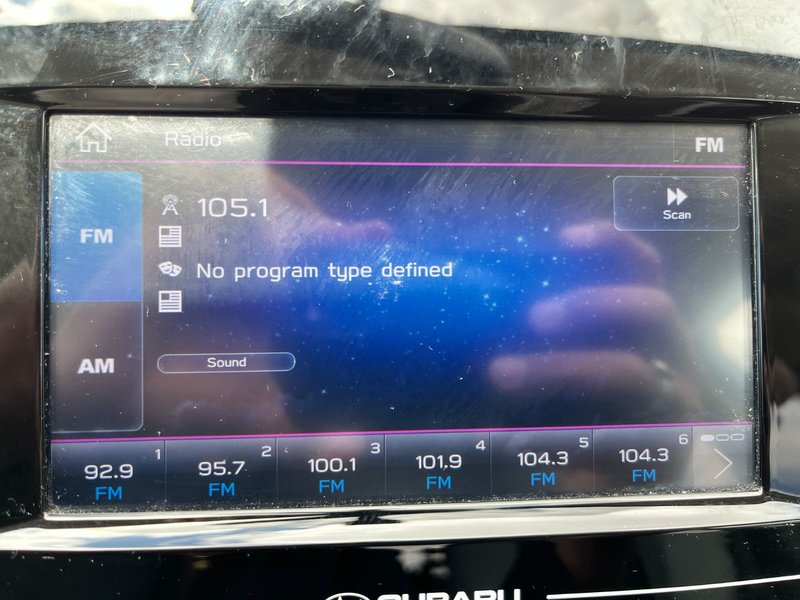 Radio
FM
FM
105.1
Scan
No program type defined
AM
Sound
1
2
3
4
5
6
92.9
95.7
100.1
101.9
104.3
104.3
FM
FM
FM
FM
FM
FM
SUBARU